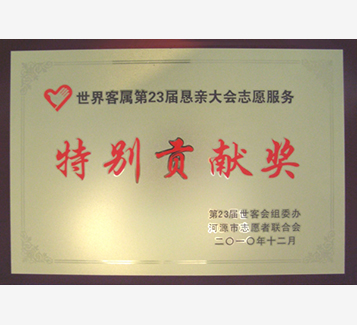 世界客属第23届恳亲大会志愿服务
特别贡献奖
第23届世客会组委办
河源市志愿者联合会
二〇一〇年十二月